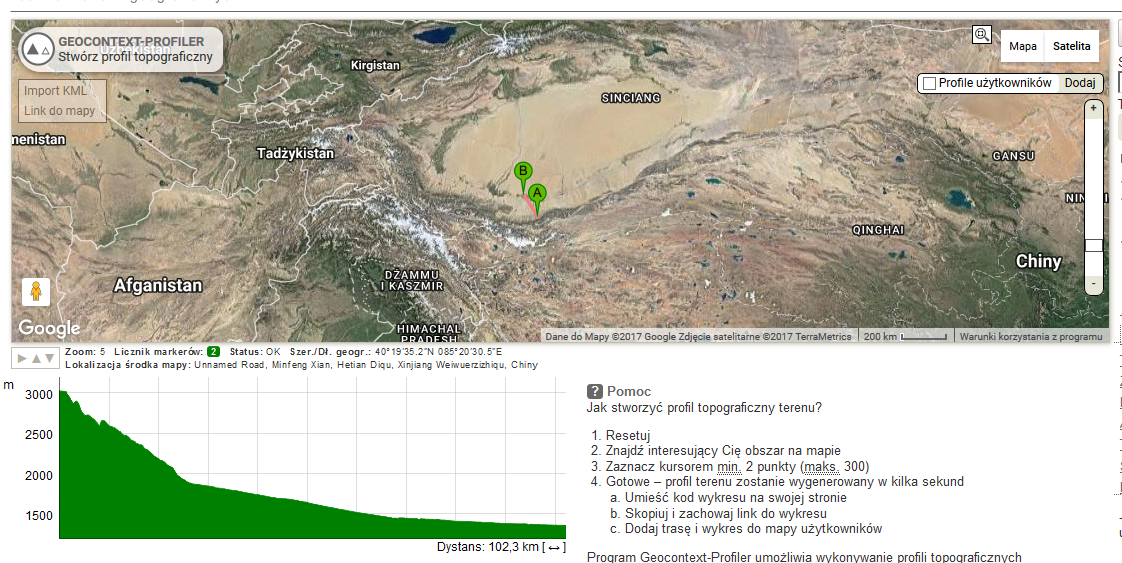 GEOCONTEXT-PROFILER
Stwórz profil topograficzny
Uzbekistan
Import KML
Link do mapy
Mapa
Satelita
Profile użytkowników
Dodaj
+
-
Kirgistan
SINCIANG
menistan
Tadżykistan
GANSU
B
A
NIN
QINGHAI
Chiny
DŻAMMU
I KASZMIR
Afganistan
HIMACHAL
PRADESH
Google
Dane do Mapy ©2017 Google Zdjęcie satelitarne ©2017 TerraMetrics
200 km
Warunki korzystania z programu
Zoom: 5 Licznik markerów: 2 Status: OK Szer./Dł. geogr.: 40°19'35.2"N 085°20'30.5"E
Lokalizacja środka mapy: Unnamed Road, Minfeng Xian, Hetian Diqu, Xinjiang Weiwuerzizhiqu, Chiny
m
3000
2500
2000
1500
Dystans: 102,3 km [ ↔ ]
? Pomoc
Jak stworzyć profil topograficzny terenu?
1. Resetuj
2. Znajdź interesujący Cię obszar na mapie
3. Zaznacz kursorem min. 2 punkty (maks. 300)
4. Gotowe – profil terenu zostanie wygenerowany w kilka sekund
a. Umieść kod wykresu na swojej stronie
b. Skopiuj i zachowaj link do wykresu
c. Dodaj trasę i wykres do mapy użytkowników
Program Geocontext-Profiler umożliwia wykonywanie profili topograficznych